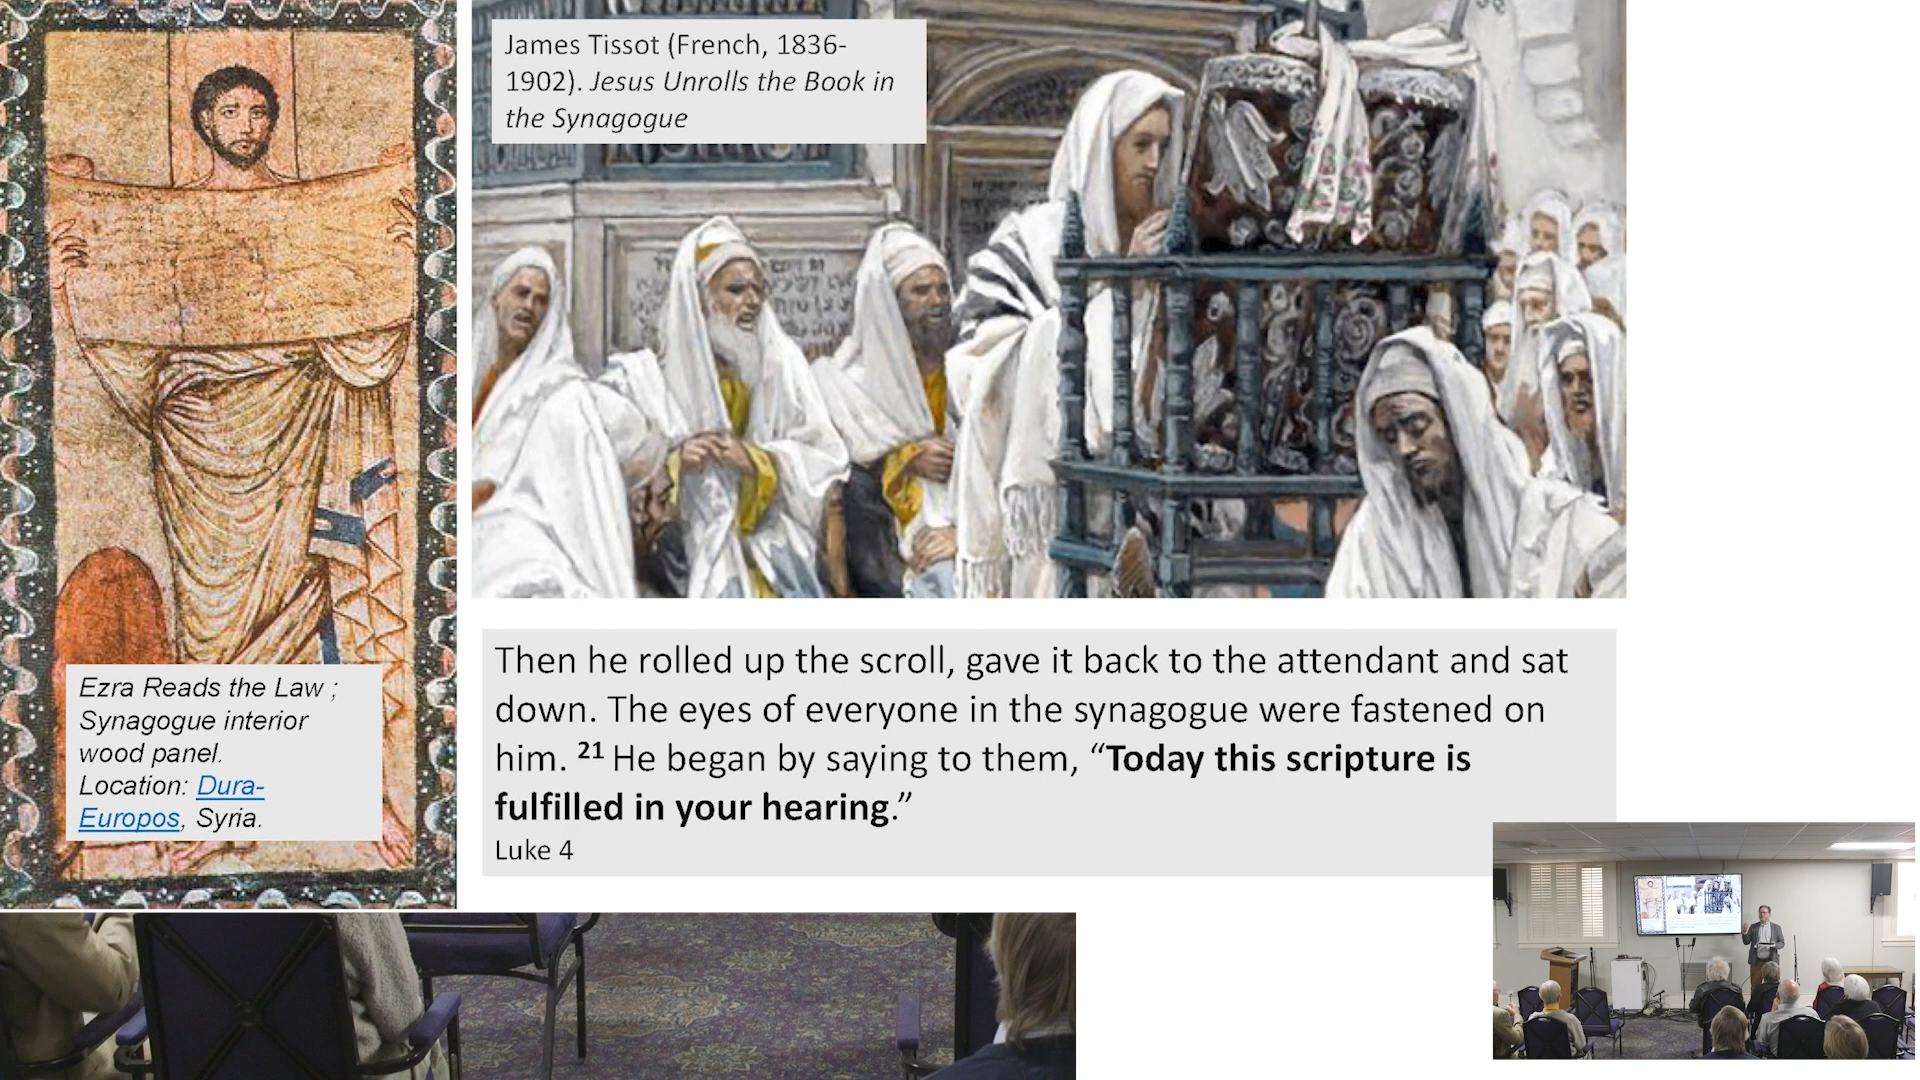 James Tissot (French, 1836-
1902). Jesus Unrolls the Book in
the Synagogue
Ezra Reads the Law ;
Synagogue interior
wood panel.
Location: Dura-
Europos, Syria.
Then he rolled up the scroll, gave it back to the attendant and sat
down. The eyes of everyone in the synagogue were fastened on
him. 21 He began by saying to them, “Today this scripture is
fulfilled in your hearing.”
Luke 4